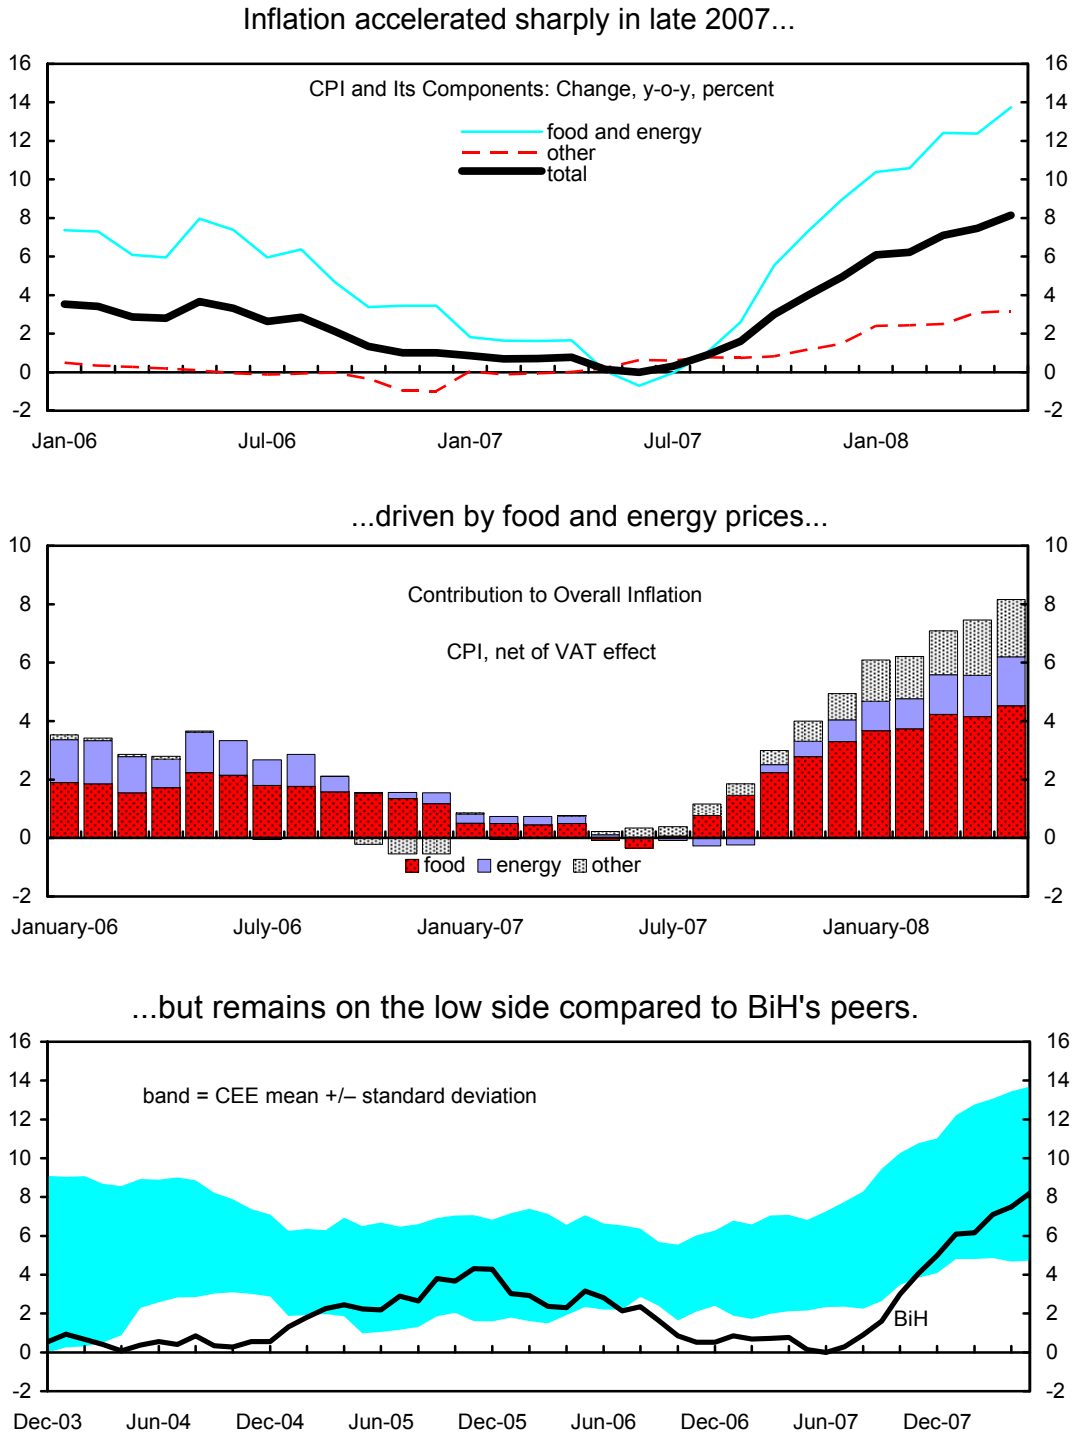 Inflation accelerated sharply in late 2007...
16 16
CPI and Its Components: Change, y-o-y, percent
14 14
food and energy
12 12
other
total
10 10
8 8
6 6
4 4
2 2
0 0
-2 -2
Jan-06 Jul-06 Jan-07 Jul-07 Jan-08
...driven by food and energy prices...
10 10
Contribution to Overall Inflation
8 8
CPI, net of VAT effect
6 6
4 4
2 2
0 0
food energy other
-2 -2
January-06 July-06 January-07 July-07 January-08
...but remains on the low side compared to BiH's peers.
16 16
14 14
band = CEE mean +/– standard deviation
12 12
10 10
8 8
6 6
4 4
2 2
BiH
0 0
-2 -2
Dec-03 Jun-04 Dec-04 Jun-05 Dec-05 Jun-06 Dec-06 Jun-07 Dec-07